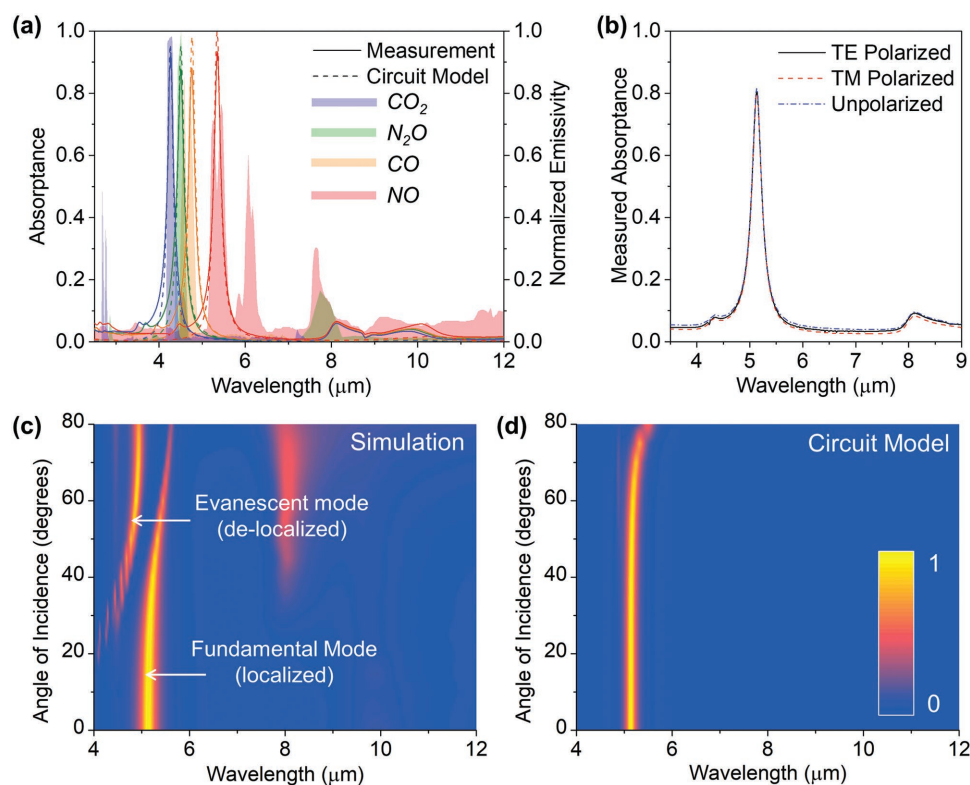 (a)
1.0
0.8
0.6
0.4
0.2
0.0
Absorptance
Measurement
Circuit Model
CO2
N2O
CO
NO
1.0
0.8
0.6
0.4
0.2
0.0
Normalized Emissivity
4 6 8 10 12
Wavelength (μm)
(b)
1.0
0.8
0.6
0.4
0.2
0.0
Measured Absorptance
TE Polarized
TM Polarized
Unpolarized
4 5 6 7 8 9
Wavelength (μm)
(c)
80
60
40
20
0
Angle of Incidence (degrees)
Simulation
Evanescent mode
(de-localized)
Fundamental Mode
(localized)
4 6 8 10 12
Wavelength (μm)
(d)
80
60
40
20
0
Angle of Incidence (degrees)
Circuit Model
1
0
4 6 8 10 12
Wavelength (μm)